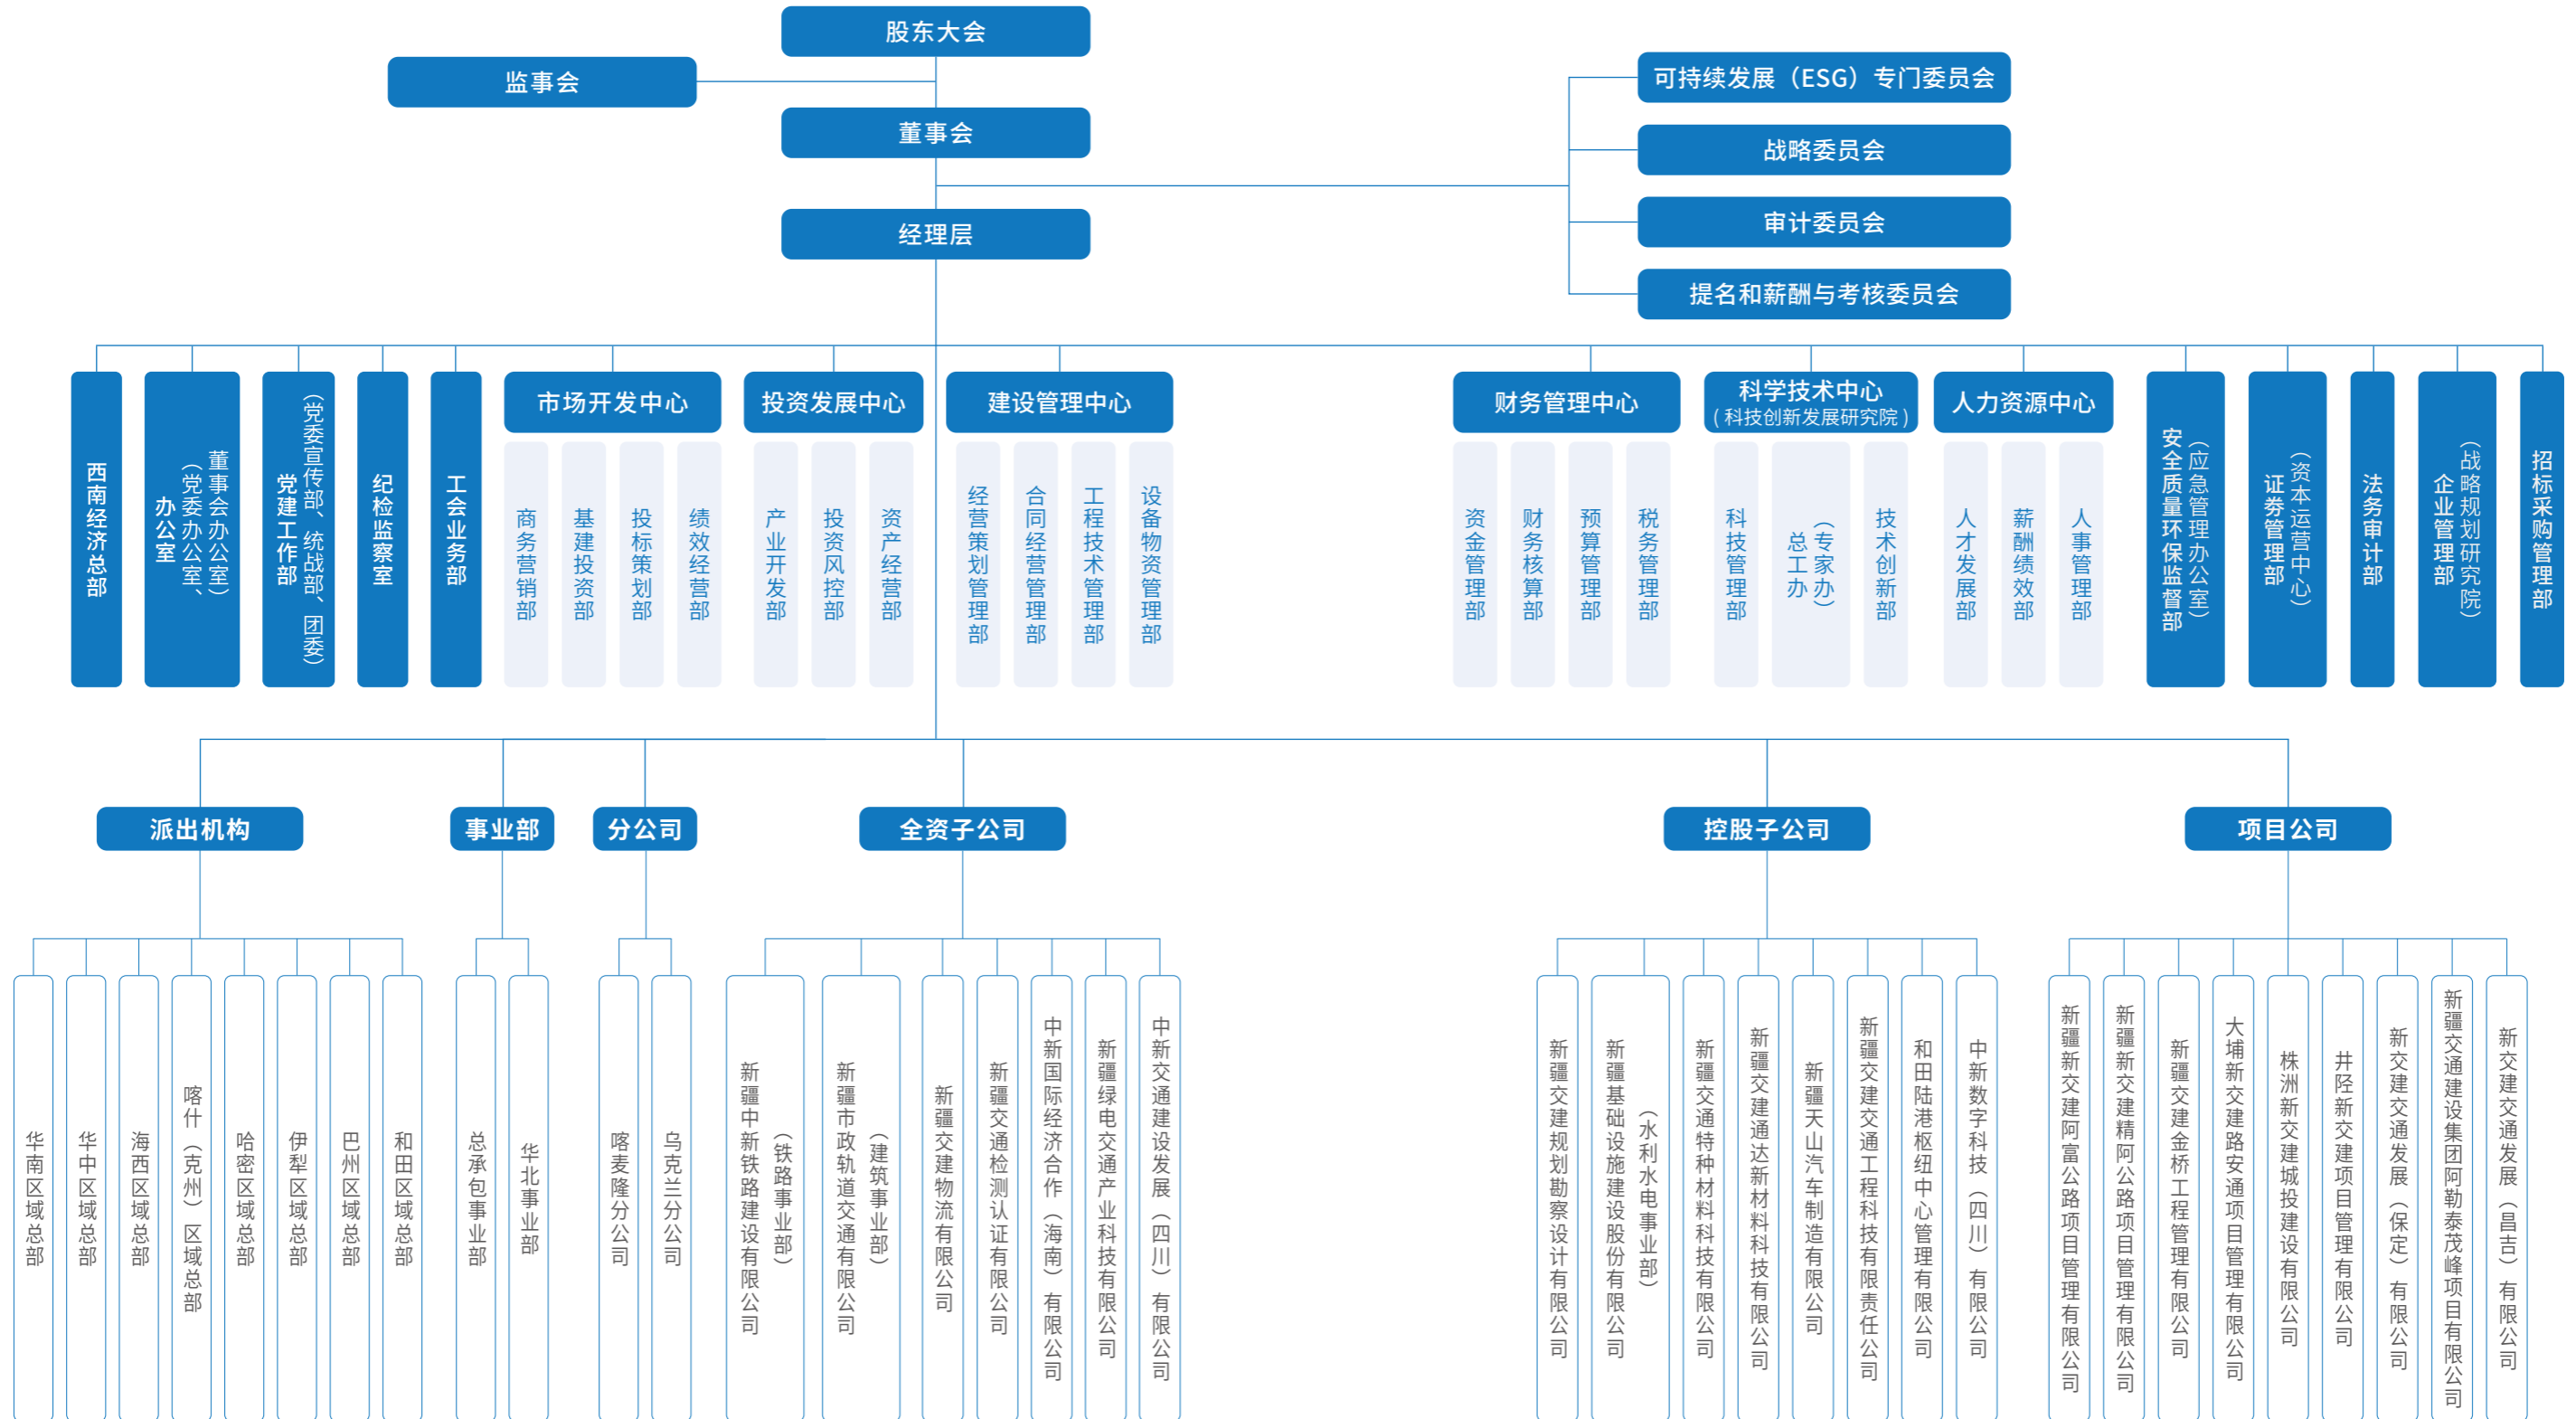 股东大会
监事会
董事会
经理层
可持续发展（ESG）专门委员会
战略委员会
审计委员会
提名和薪酬与考核委员会
西南经济总部
办公室
（党委办公室、
董事会办公室）
党建工作部
（党委宣传部、统战部、团委）
纪检监察室
工会业务部
市场开发中心
商务营销部
基建投资部
投标策划部
绩效经营部
投资发展中心
产业开发部
投资风控部
资产经营部
建设管理中心
经营策划管理部
合同经营管理部
工程技术管理部
设备物资管理部
财务管理中心
资金管理部
财务核算部
预算管理部
税务管理部
科学技术中心
( 科技创新发展研究院 )
科技管理部
总工办
（专家办）
技术创新部
人力资源中心
人才发展部
薪酬绩效部
人事管理部
安全质量环保监督部
（应急管理办公室）
证券管理部
（资本运营中心）
法务审计部
企业管理部
（战略规划研究院）
招标采购管理部
派出机构
华南区域总部
华中区域总部
海西区域总部
喀什（克州）区域总部
哈密区域总部
伊犁区域总部
巴州区域总部
和田区域总部
事业部
总承包事业部
华北事业部
分公司
喀麦隆分公司
乌克兰分公司
全资子公司
新疆中新铁路建设有限公司
（铁路事业部）
新疆市政轨道交通有限公司
（建筑事业部）
新疆交建物流有限公司
新疆交通检测认证有限公司
中新国际经济合作（海南）有限公司
新疆绿电交通产业科技有限公司
中新交通建设发展（四川）有限公司
控股子公司
新疆交建规划勘察设计有限公司
新疆基础设施建设股份有限公司
（水利水电事业部）
新疆交通特种材料科技有限公司
新疆交建通达新材料科技有限公司
新疆天山汽车制造有限公司
新疆交建交通工程科技有限责任公司
和田陆港枢纽中心管理有限公司
中新数字科技（四川）有限公司
项目公司
新疆新交建阿富公路项目管理有限公司
新疆新交建精阿公路项目管理有限公司
新疆交建金桥工程管理有限公司
大埔新交建路安通项目管理有限公司
株洲新交建城投建设有限公司
井陉新交建项目管理有限公司
新交建交通发展（保定）有限公司
新疆交通建设集团阿勒泰茂峰项目有限公司
新交建交通发展（昌吉）有限公司